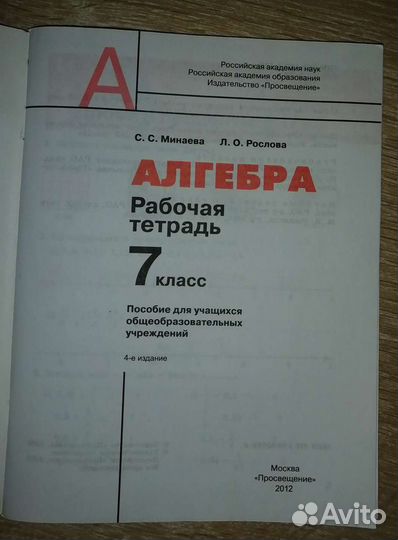 А
Российская академия наук
Российская академия образования
Издательство «Просвещение»
С. С. Минаева Л. О. Рослова
АЛГЕБРА
Рабочая
тетрадь
7 класс
Пособие для учащихся
общеобразовательных
учреждений
4-е издание
Москва
«Просвещение»
2012
Avito